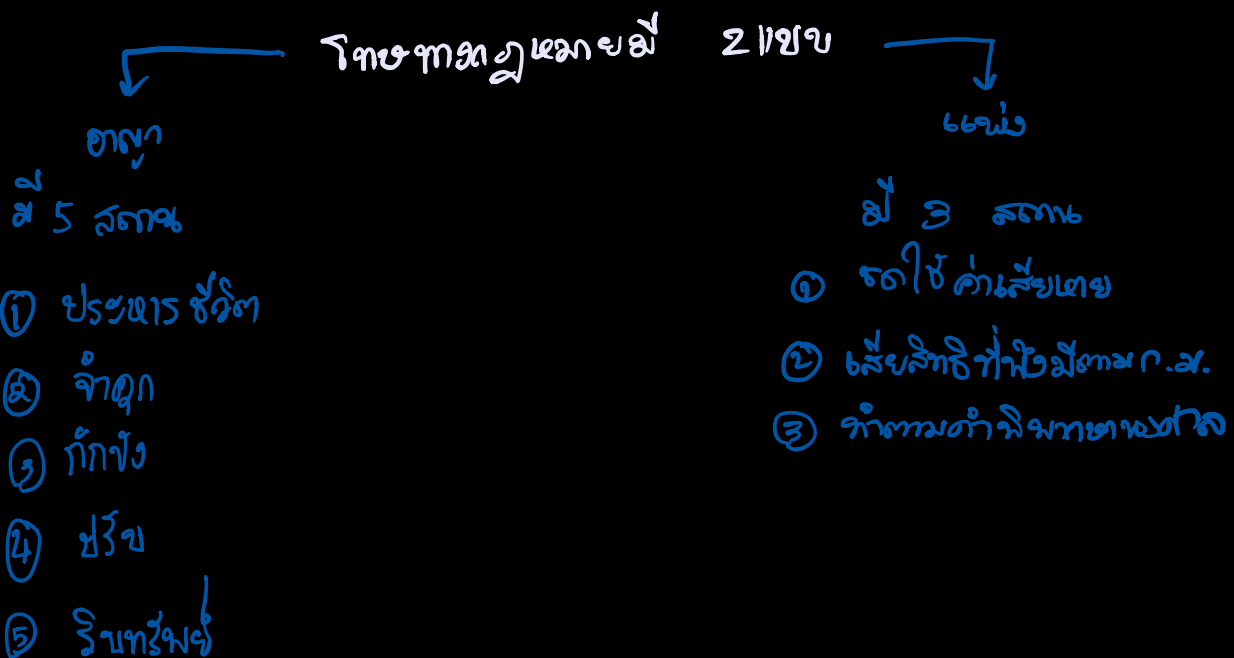 โทษทางกฎหมายมี 2 แบบ
อาญา
มี 5 สถาน
① ประหารชีวิต
② จำคุก
③ กักขัง
④ ปรับ
⑤ ริบทรัพย์
แพ่ง
มี 3 สถาน
① ชดใช้ค่าเสียหาย
② เสียสิทธิที่พึงมีตามก.ม.
③ ทำตามคำพิพากษาของศาล